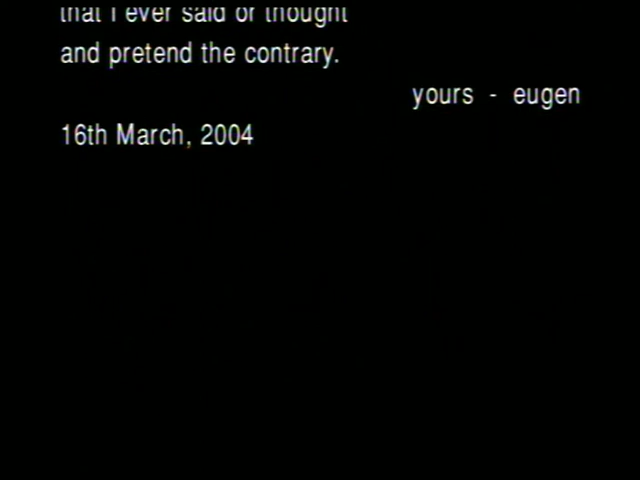 that I ever said or thought
and pretend the contrary.
yours - eugen
16th March, 2004